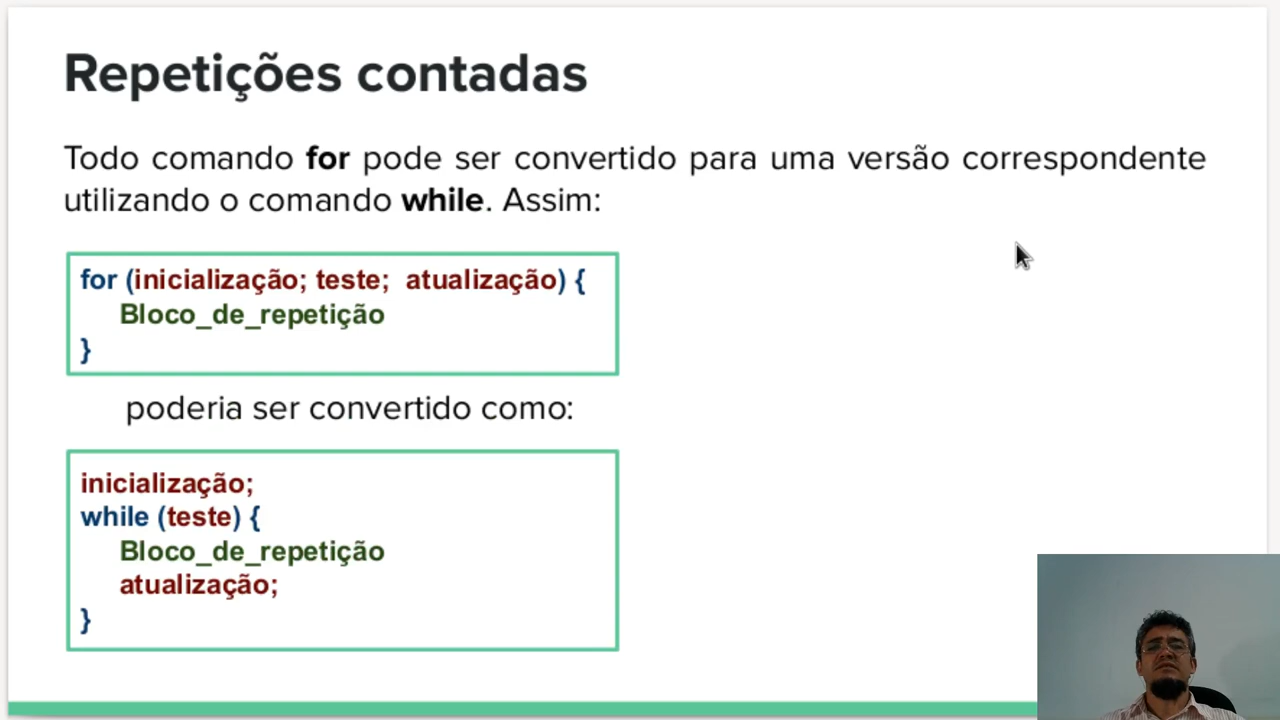 Repetições contadas
Todo comando for pode ser convertido para uma versão correspondente
utilizando o comando while. Assim:
for (inicialização; teste;  atualização) {
Bloco_de_repetição
}
poderia ser convertido como:
inicialização;
while (teste) {
Bloco_de_repetição
atualização;
}